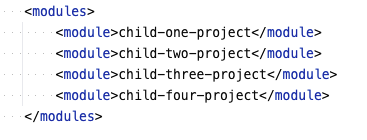 <modules>
<module>child-one-project</module>
<module>child-two-project</module>
<module>child-three-project</module>
<module>child-four-project</module>
</modules>